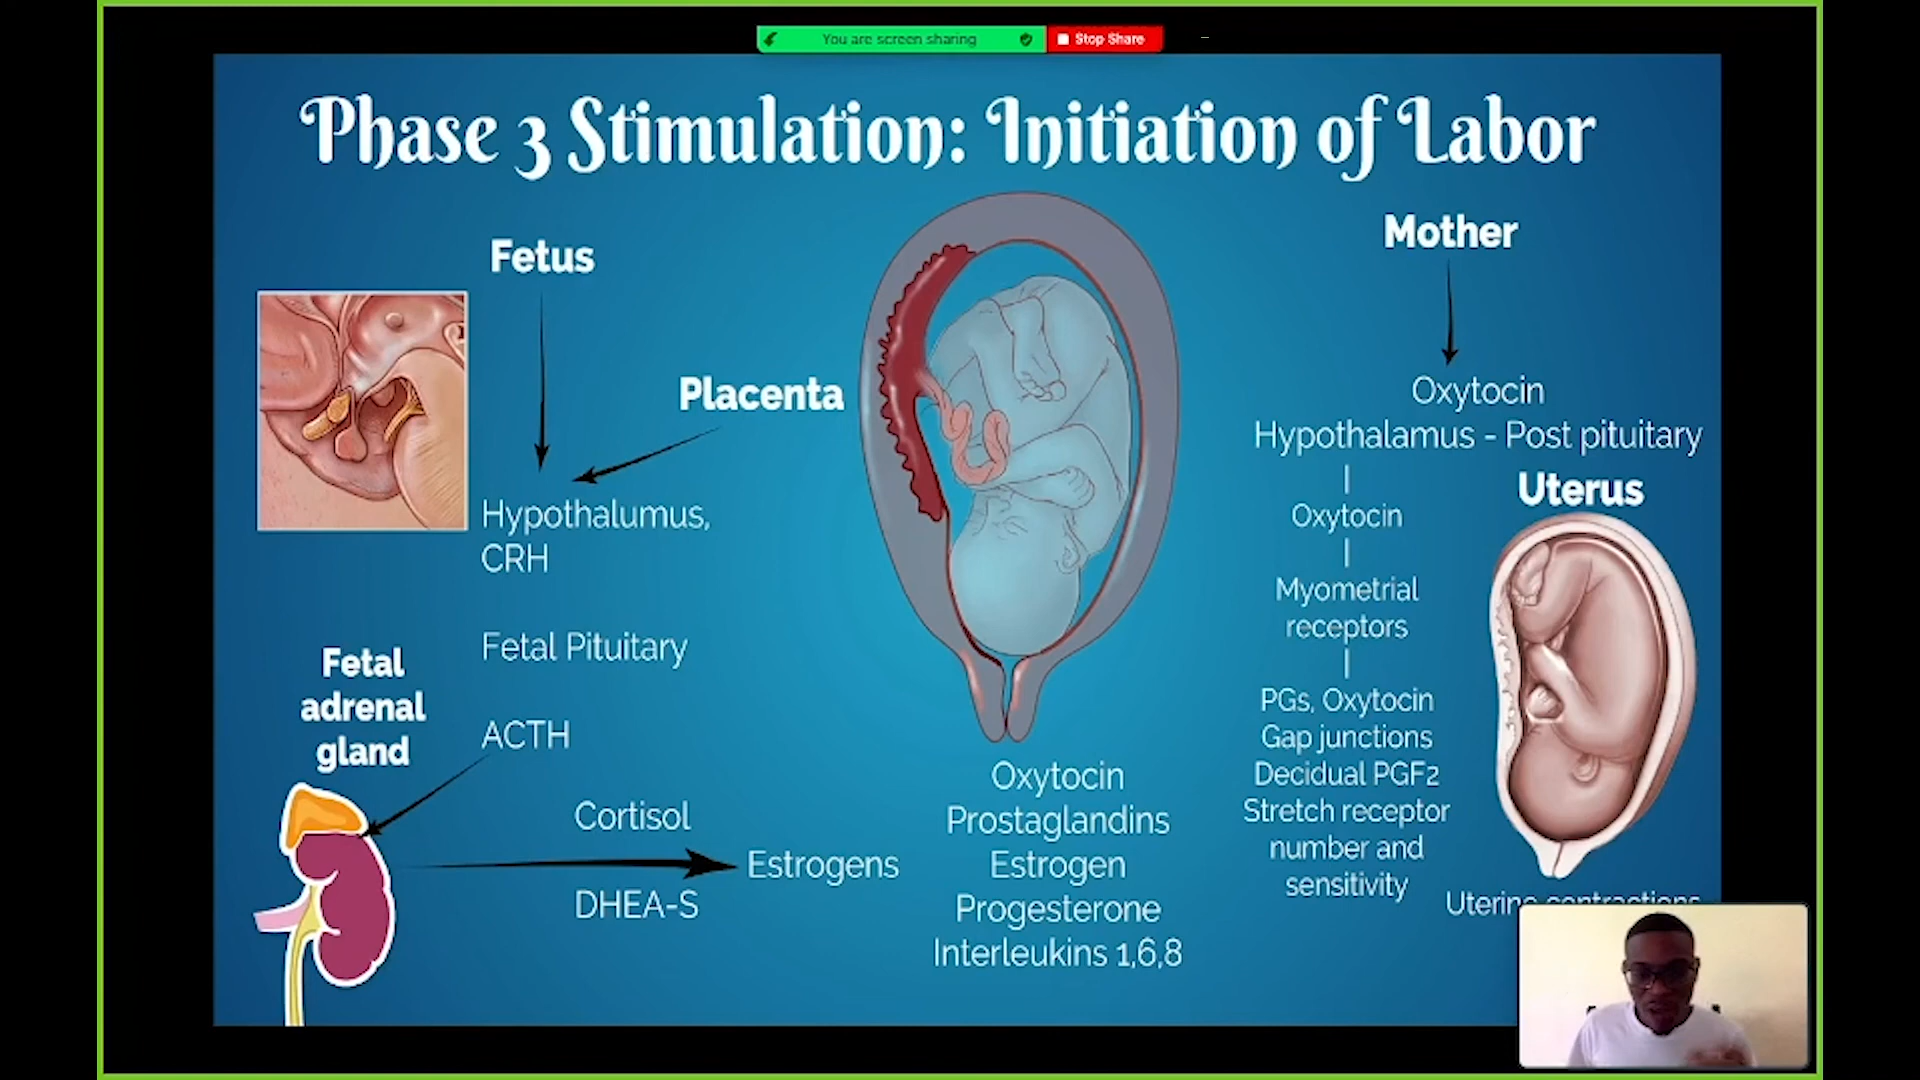 You are screen sharing
Stop Share
Phase 3 Stimulation: Initiation of Labor
Fetus
Placenta
Hypothalumus,
CRH
Fetal Pituitary
ACTH
Fetal
adrenal
gland
Cortisol
Estrogens
DHEA-S
Oxytocin
Prostaglandins
Estrogen
Progesterone
Interleukins 1,6,8
Mother
Oxytocin
Hypothalamus - Post pituitary
Oxytocin
Myometrial
receptors
PGs, Oxytocin
Gap junctions
Decidual PGF2
Stretch receptor
number and
sensitivity
Uterus
Uterine contractions